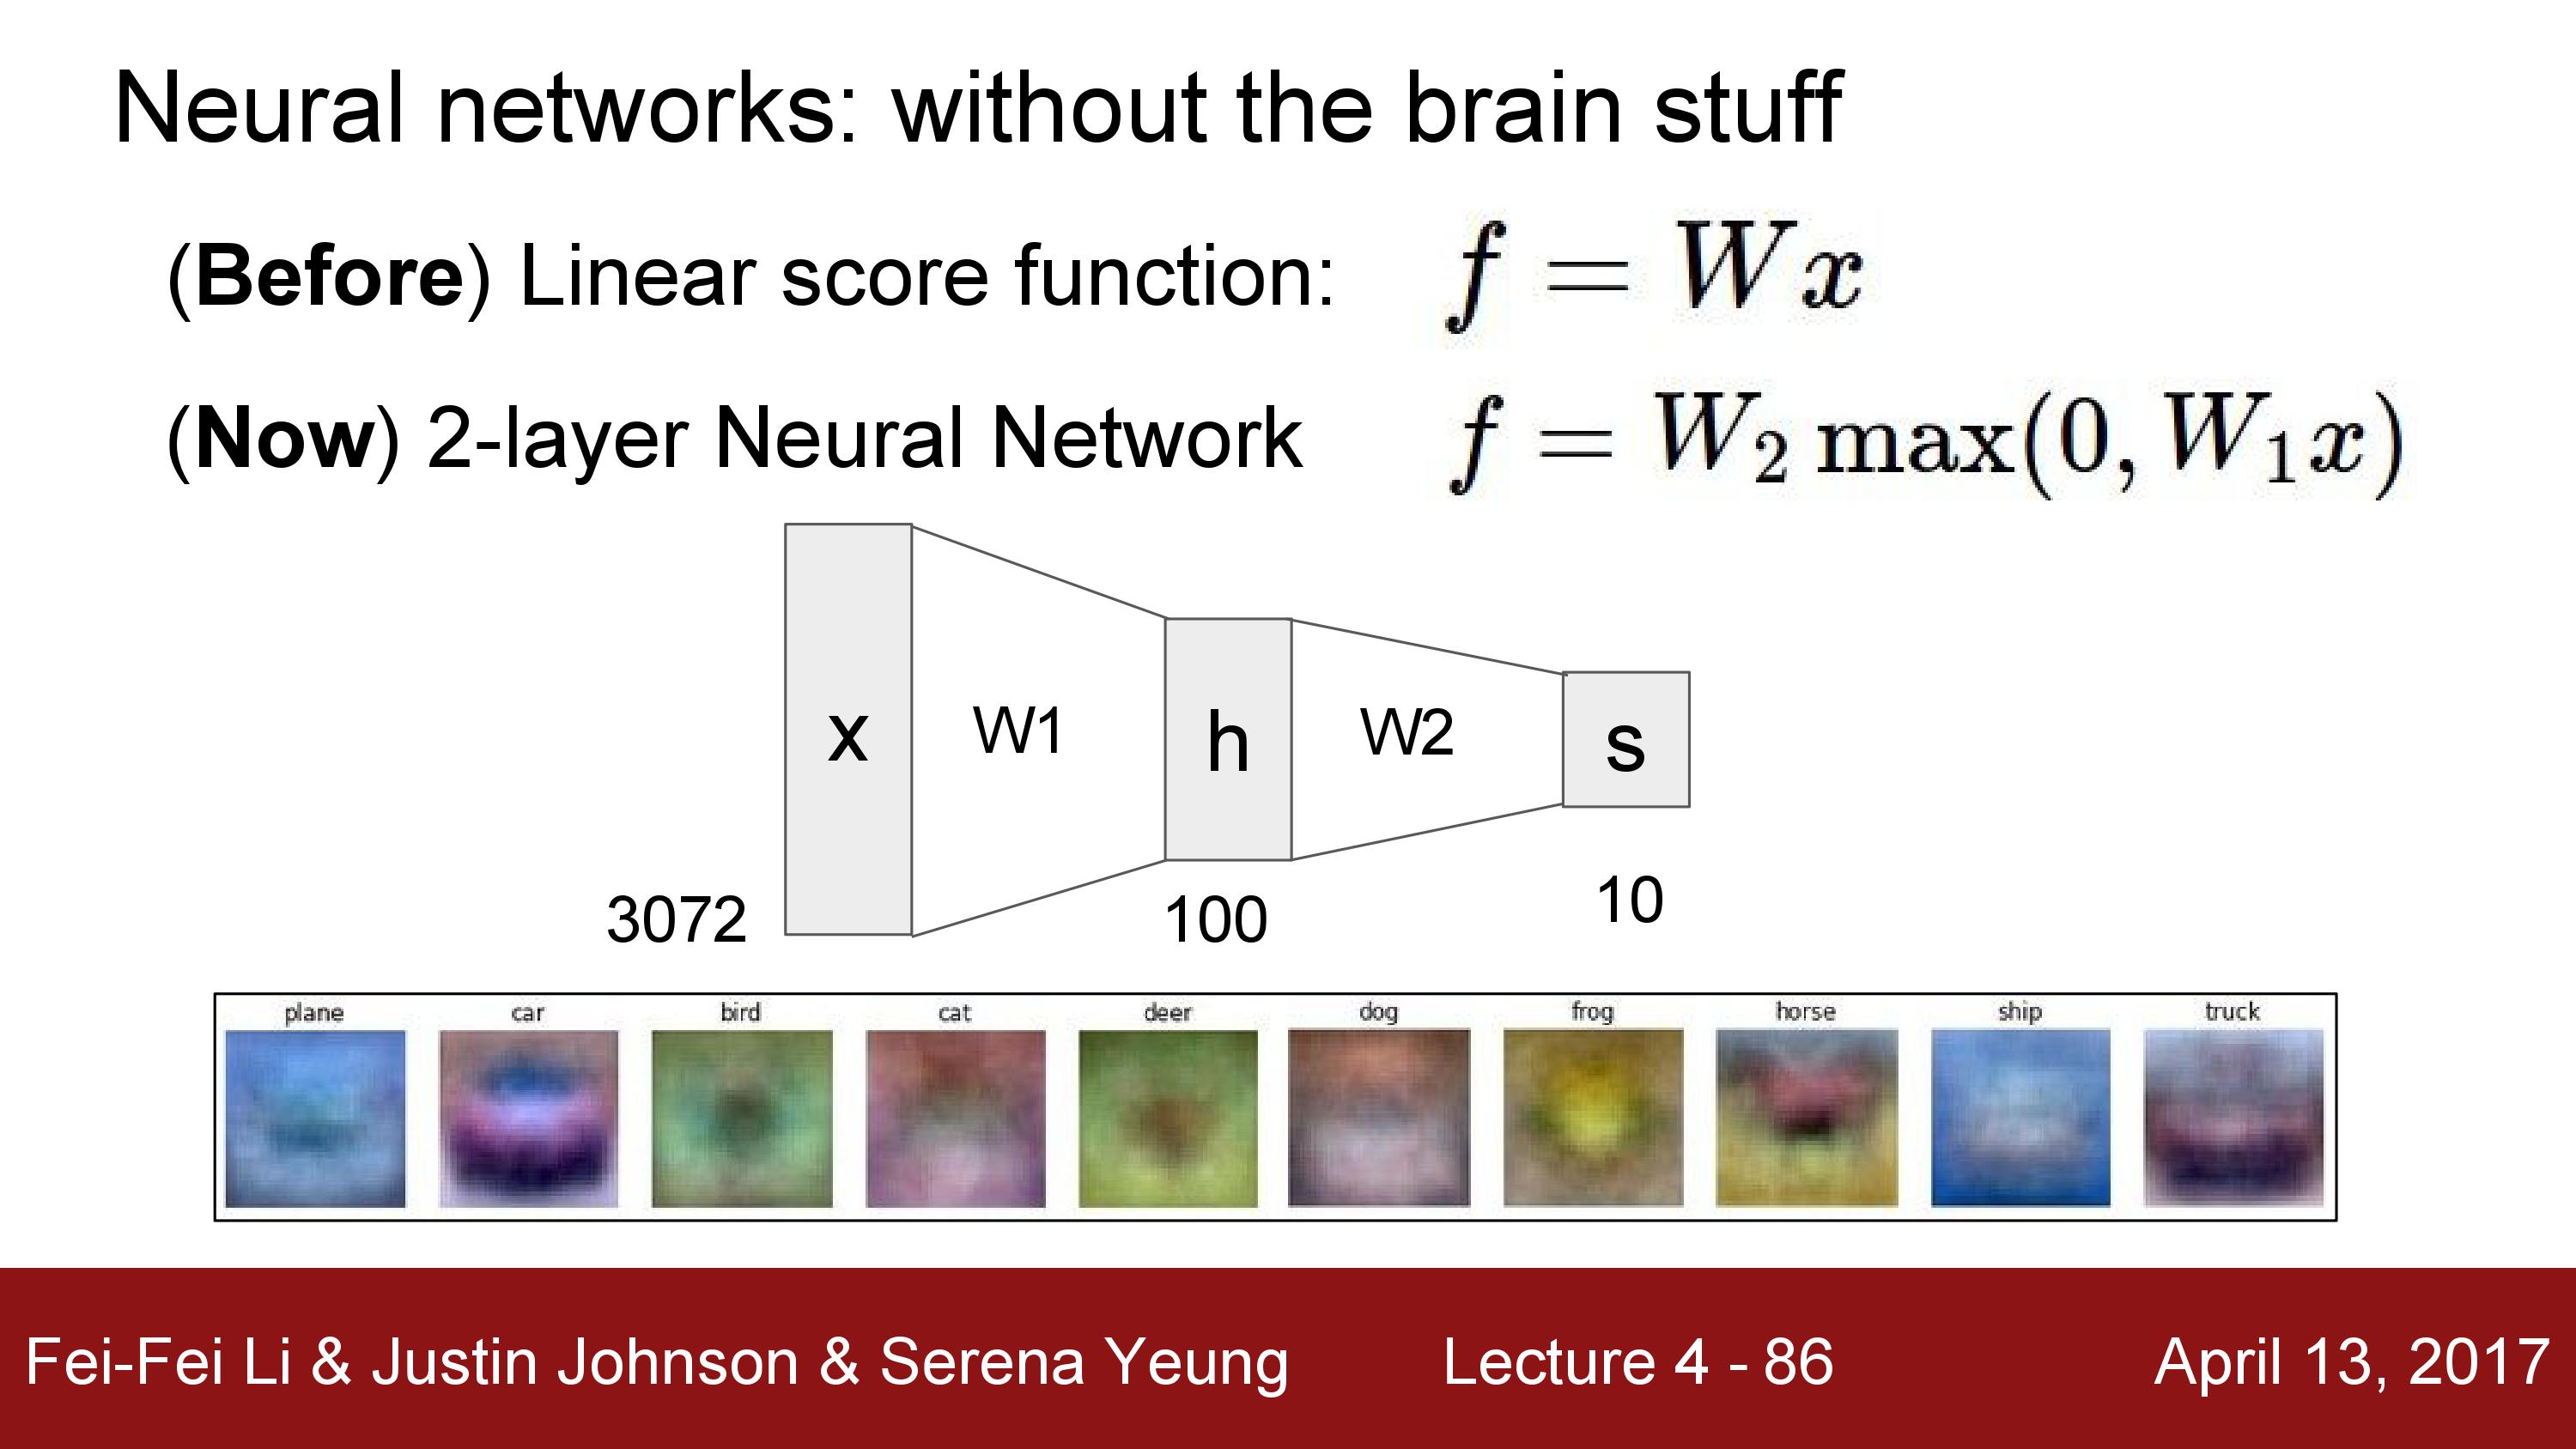 Neural networks: without the brain stuff
(Before) Linear score function: f = Wx
(Now) 2-layer Neural Network f = W₂ max(0, W₁x)
x W1 h W2 s
3072 100 10
plane car bird cat deer dog frog horse ship truck
Fei-Fei Li & Justin Johnson & Serena Yeung Lecture 4 - 86 April 13, 2017